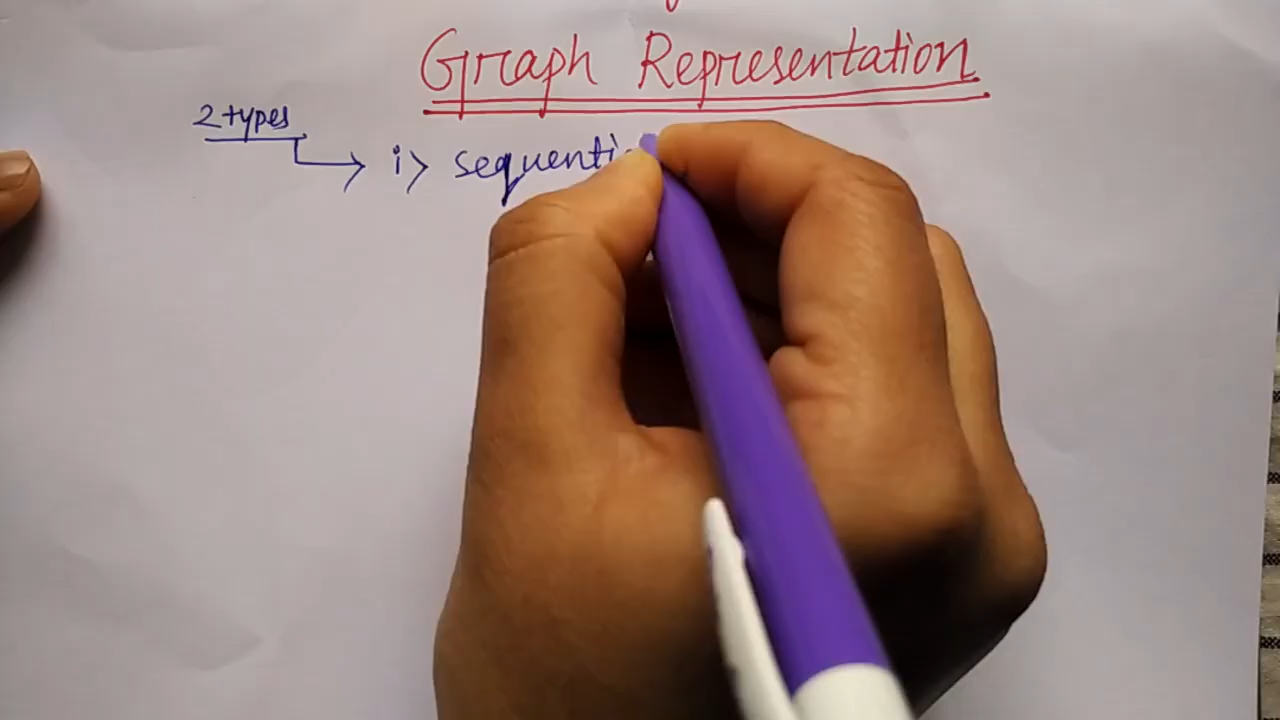 Graph Representation
2 types
i> sequenti